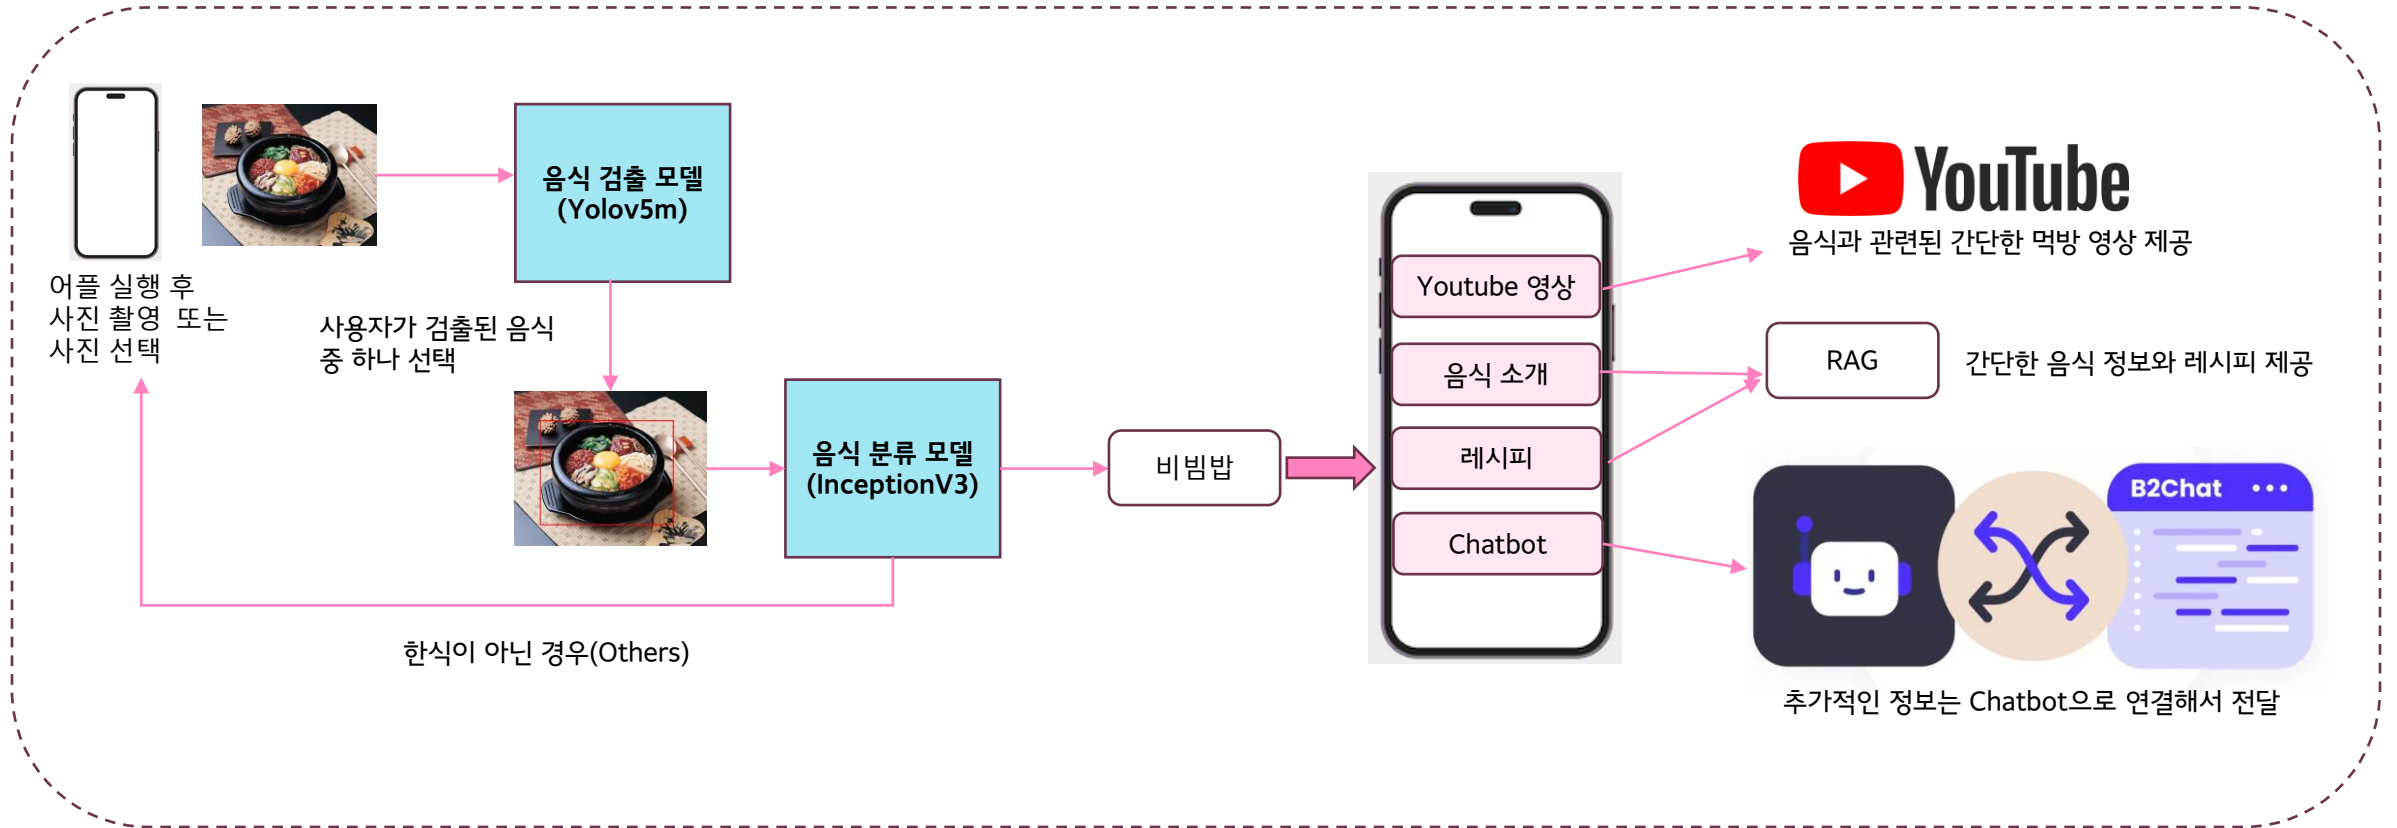 어플 실행 후
사진 촬영 또는
사진 선택
음식 검출 모델
(Yolov5m)
사용자가 검출된 음식
중 하나 선택
음식 분류 모델
(InceptionV3)
한식이 아닌 경우(Others)
비빔밥
Youtube 영상
음식 소개
레시피
Chatbot
YouTube
음식과 관련된 간단한 먹방 영상 제공
RAG
간단한 음식 정보와 레시피 제공
B2Chat
추가적인 정보는 Chatbot으로 연결해서 전달